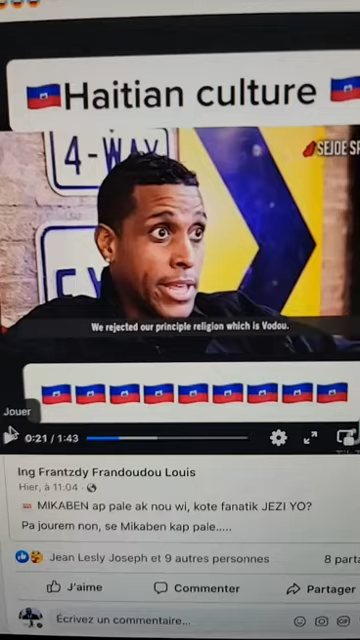 Haitian culture
4-WAY
SEJOE SP
We rejected our principle religion which is Vodou.
Jouer
0:21 / 1:43
Ing Frantzdy Frandoudou Louis
Hier, à 11:04
MIKABEN ap pale ak nou wi, kote fanatik JEZI YO?
Pa jourem non, se Mikaben kap pale.....
Jean Lesly Joseph et 9 autres personnes
8 parta
J'aime
Commenter
Partager
Écrivez un commentaire...
GIF